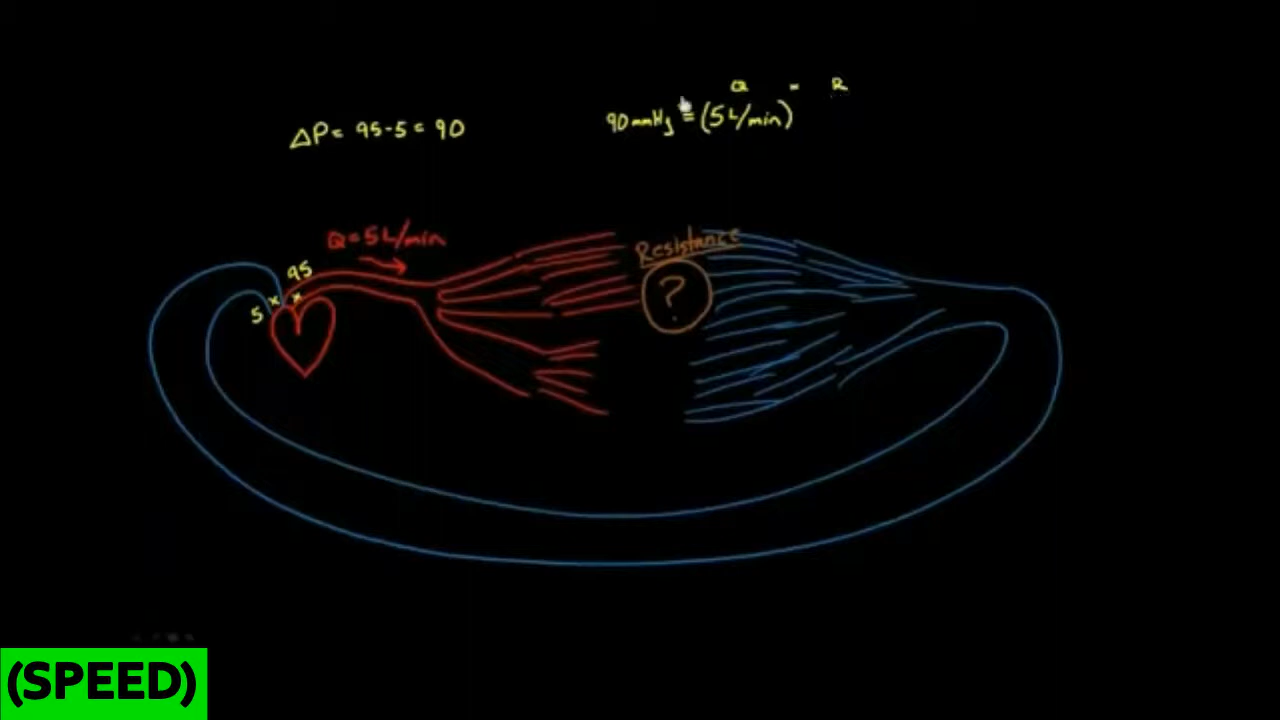 Q = R
ΔP = 95-5 = 90
90 mmHg = (5 L/min)
Q = 5 L/min
Resistance
95
?
5
(SPEED)